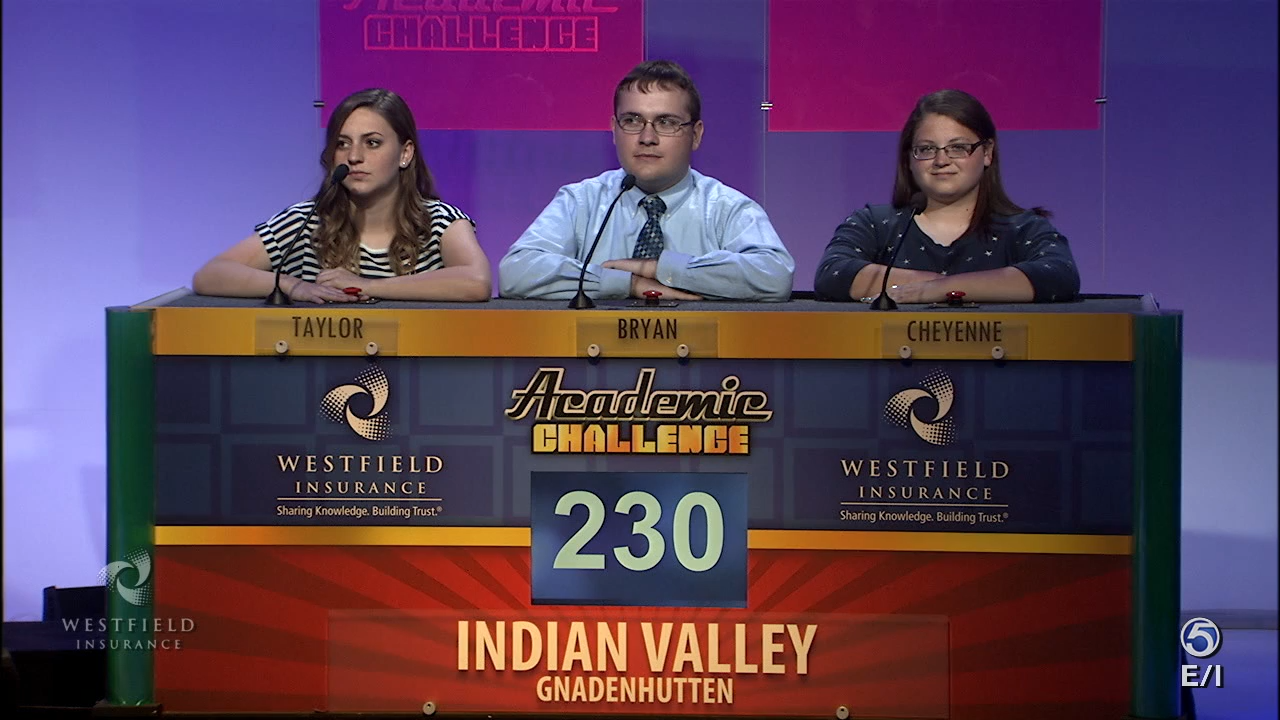 Academic
CHALLENGE
TAYLOR
BRYAN
CHEYENNE
WESTFIELD
INSURANCE
Sharing Knowledge. Building Trust.®
Academic
CHALLENGE
WESTFIELD
INSURANCE
Sharing Knowledge. Building Trust.®
230
INDIAN VALLEY
GNADENHUTTEN
WESTFIELD
INSURANCE
5
E/I